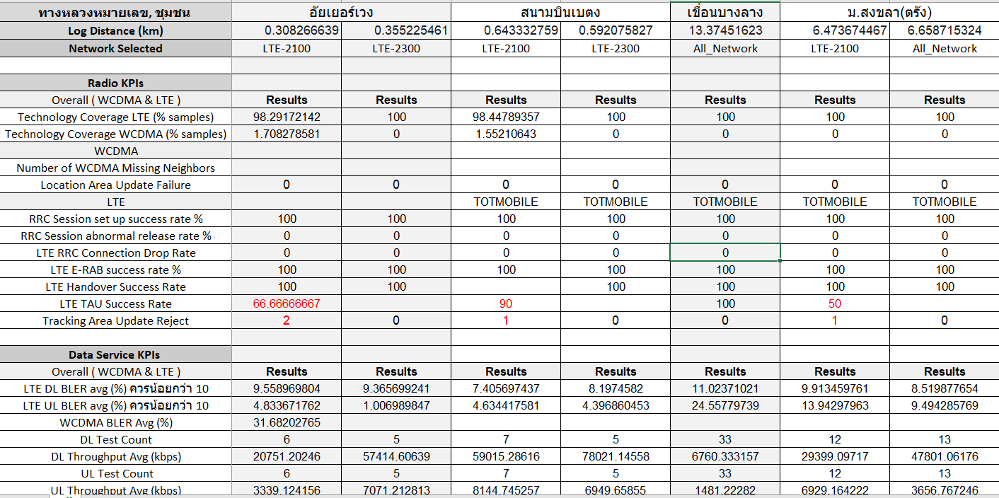 ทางหลวงหมายเลข, ชุมชน อัยเยอร์เวง สนามบินเบตง เขื่อนบางลาง ม.สงขลา(ตรัง)
Log Distance (km) 0.308266639 0.355225461 0.643332759 0.592075827 13.37451623 6.473674467 6.658715324
Network Selected LTE-2100 LTE-2300 LTE-2100 LTE-2300 All_Network LTE-2100 All_Network
Radio KPIs
Overall ( WCDMA & LTE ) Results Results Results Results Results Results Results
Technology Coverage LTE (% samples) 98.29172142 100 98.44789357 100 100 100 100
Technology Coverage WCDMA (% samples) 1.708278581 0 1.55210643 0 0 0 0
WCDMA
Number of WCDMA Missing Neighbors
Location Area Update Failure 0 0 0 0 0 0 0
LTE TOTMOBILE TOTMOBILE TOTMOBILE TOTMOBILE TOTMOBILE
RRC Session set up success rate % 100 100 100 100 100 100 100
RRC Session abnormal release rate % 0 0 0 0 0 0 0
LTE RRC Connection Drop Rate 0 0 0 0 0 0 0
LTE E-RAB success rate % 100 100 100 100 100 100 100
LTE Handover Success Rate 100 100 100 100 100 100
LTE TAU Success Rate 66.66666667 90 100 50
Tracking Area Update Reject 2 0 1 0 0 1 0
Data Service KPIs
Overall ( WCDMA & LTE ) Results Results Results Results Results Results Results
LTE DL BLER avg (%) ควรน้อยกว่า 10 9.558969804 9.365699241 7.405697437 8.1974582 11.02371021 9.913459761 8.519877654
LTE UL BLER avg (%) ควรน้อยกว่า 10 4.833671762 1.006989847 4.634417581 4.396860453 24.55779739 13.94297963 9.494285769
WCDMA BLER Avg (%) 31.68202765
DL Test Count 6 5 7 5 33 12 13
DL Throughput Avg (kbps) 20751.20246 57414.60639 59015.28616 78021.14558 6760.333157 29399.09717 47801.06176
UL Test Count 6 5 7 5 33 12 13
UL Throughput Avg (kbps) 3339.124156 7071.212813 8144.745257 6949.65855 1481.22282 6929.164222 3656.767246